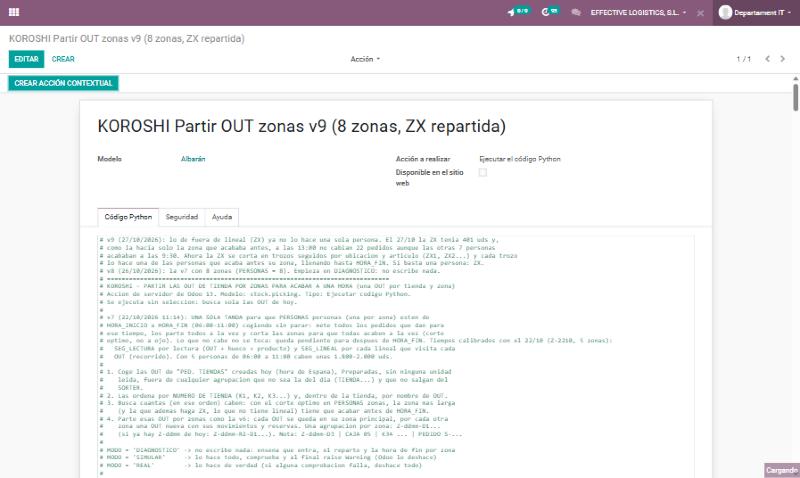 0/0
95
EFFECTIVE LOGISTICS, S.L.
Departament IT
KOROSHI Partir OUT zonas v9 (8 zonas, ZX repartida)
EDITAR
CREAR
Acción
1 / 1
CREAR ACCIÓN CONTEXTUAL
KOROSHI Partir OUT zonas v9 (8 zonas, ZX repartida)
Modelo
Albarán
Acción a realizar
Ejecutar el código Python
Disponible en el sitio
web
Código Python
Seguridad
Ayuda
# v9 (27/10/2026): lo de fuera de lineal (ZX) ya no lo hace una sola persona. El 27/10 la ZX tenia 401 uds y,
# como la hacia solo la zona que acababa antes, a las 13:00 no cabian 22 pedidos aunque las otras 7 personas
# acababan a las 9:30. Ahora la ZX se corta en trozos seguidos por ubicacion y articulo (ZX1, ZX2...) y cada trozo
# lo hace una de las personas que acaba antes su zona, llenando hasta HORA_FIN. Si basta una persona: ZX.
# v8 (26/10/2026): la v7 con 8 zonas (PERSONAS = 8). Empieza en DIAGNOSTICO: no escribe nada.
# KOROSHI - PARTIR LAS OUT DE TIENDA POR ZONAS PARA ACABAR A UNA HORA (una OUT por tienda y zona)
# Accion de servidor de Odoo 13. Modelo: stock.picking. Tipo: Ejecutar codigo Python.
# Se ejecuta sin seleccion: busca solo las OUT de hoy.
#
# v7 (22/10/2026 11:14): UNA SOLA TANDA para que PERSONAS personas (una por zona) esten de
# HORA_INICIO a HORA_FIN (06:00-11:00) cogiendo sin parar: mete todos los pedidos que dan para
# ese tiempo, los parte todos a la vez y corta las zonas para que todas acaben a la vez (corte
# optimo, no a ojo). Lo que no cabe no se toca: queda pendiente para despues de HORA_FIN. Tiempos calibrados con el 22/10 (Z-2210, 5 zonas):
# SEG_LECTURA por lectura (OUT + hueco + producto) y SEG_LINEAL por cada lineal que visita cada
# OUT (recorrido). Con 5 personas de 06:00 a 11:00 caben unas 1.900-2.000 uds.
#
# 1. Coge las OUT de "PED. TIENDAS" creadas hoy (hora de España), Preparadas, sin ninguna unidad
# leida, fuera de cualquier agrupacion que no sea la del dia (TIENDA...) y que no salgan del
# SORTER.
# 2. Las ordena por NUMERO DE TIENDA (K1, K2, K3...) y, dentro de la tienda, por nombre de OUT.
# 3. Busca cuantas (en ese orden) caben: con el corte optimo en PERSONAS zonas, la zona mas larga
# (y la que ademas haga ZX, lo que no tiene lineal) tiene que acabar antes de HORA_FIN.
# 4. Parte esas OUT por zonas como la v6: cada OUT se queda en su zona principal, por cada otra
# zona una OUT nueva con sus movimientos y reservas. Una agrupacion por zona: Z-ddmm-D1...
# (si ya hay Z-ddmm de hoy: Z-ddmm-R2-D1...). Nota: Z-ddmm-D3 | CAJA 05 | K34 ... | PEDIDO S-...
#
# MODO = 'DIAGNOSTICO' -> no escribe nada: ensena que entra, el reparto y la hora de fin por zona
# MODO = 'SIMULAR' -> lo hace todo, comprueba y al final raise Warning (Odoo lo deshace)
# MODO = 'REAL' -> lo hace de verdad (si alguna comprobacion falla, deshace todo)
#
Cargando